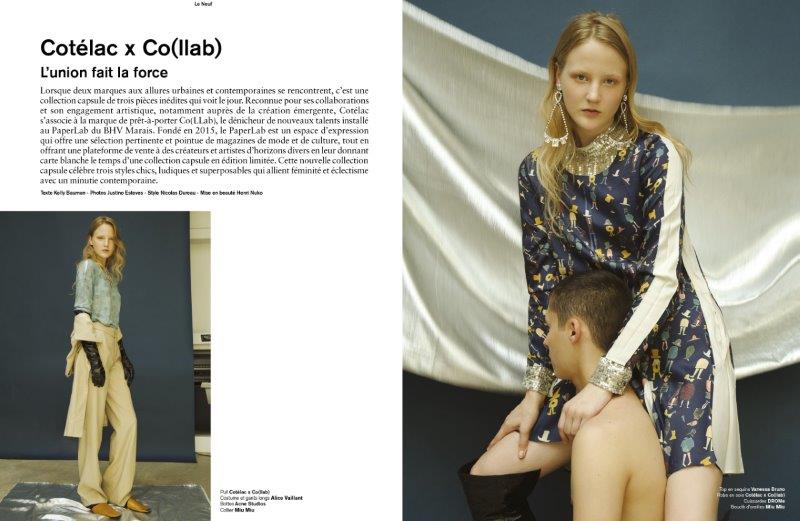 Le Neuf
Cotélac x Co(llab)
L'union fait la force
Lorsque deux marques aux allures urbaines et contemporaines se rencontrent, c'est une
collection capsule de trois pièces inédites qui voit le jour. Reconnue pour ses collaborations
et son engagement artistique, notamment auprès de la création émergente, Cotélac
s'associe à la marque de prêt-à-porter Co(LLab), le dénicheur de nouveaux talents installé
au PaperLab du BHV Marais. Fondé en 2015, le PaperLab est un espace d'expression
qui offre une sélection pertinente et pointue de magazines de mode et de culture, tout en
offrant une plateforme de vente à des créateurs et artistes d'horizons divers en leur donnant
carte blanche le temps d'une collection capsule en édition limitée. Cette nouvelle collection
capsule célèbre trois styles chics, ludiques et superposables qui allient féminité et éclectisme
avec un minutie contemporaine.
Texte Kelly Bauman - Photos Justino Esteves - Style Nicolas Dureau - Mise en beauté Henri Nuko
Pull Cotélac x Co(llab)
Costume et gants longs Alice Vaillant
Bottes Acne Studios
Collier Miu Miu
Top en sequins Vanessa Bruno
Robe en soie Cotélac x Co(llab)
Cuissardes DROMe
Boucle d'oreilles Miu Miu